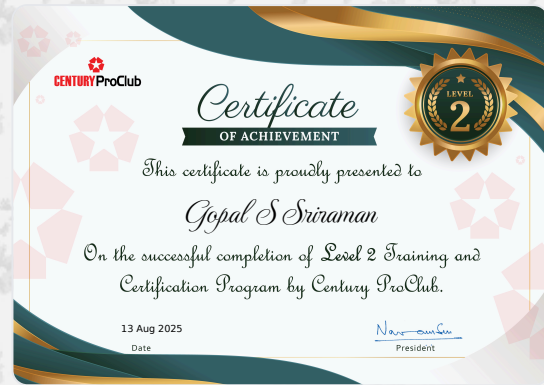 CENTURY ProClub
Certificate
OF ACHIEVEMENT
LEVEL
2
This certificate is proudly presented to
Gopal S Sriraman
On the successful completion of Level 2 Training and
Certification Program by Century ProClub.
13 Aug 2025
Date
President